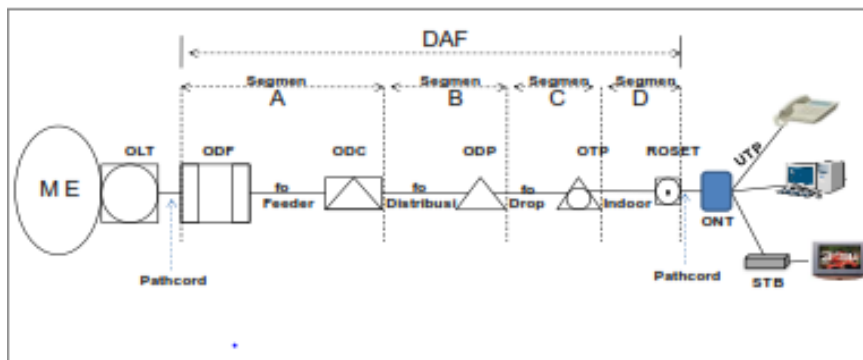 DAF
Segmen
A
Segmen
B
Segmen
C
Segmen
D
OLT
ODF
ODC
ODP
OTP
ROSET
UTP
M E
fo
Feeder
fo
Distribusi
fo
Drop
Indoor
ONT
Pathcord
Pathcord
STB